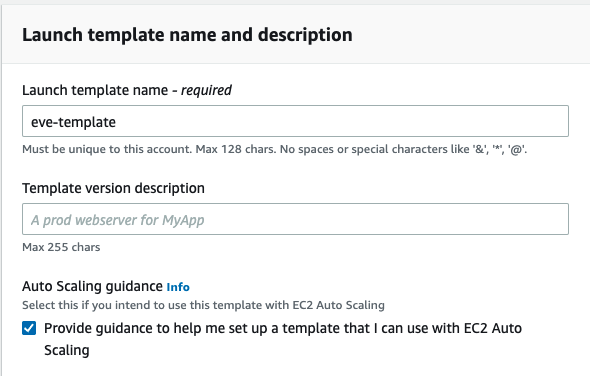 Launch template name and description
Launch template name - required
eve-template
Must be unique to this account. Max 128 chars. No spaces or special characters like '&', '*', '@'.
Template version description
A prod webserver for MyApp
Max 255 chars
Auto Scaling guidance Info
Select this if you intend to use this template with EC2 Auto Scaling
Provide guidance to help me set up a template that I can use with EC2 Auto
Scaling